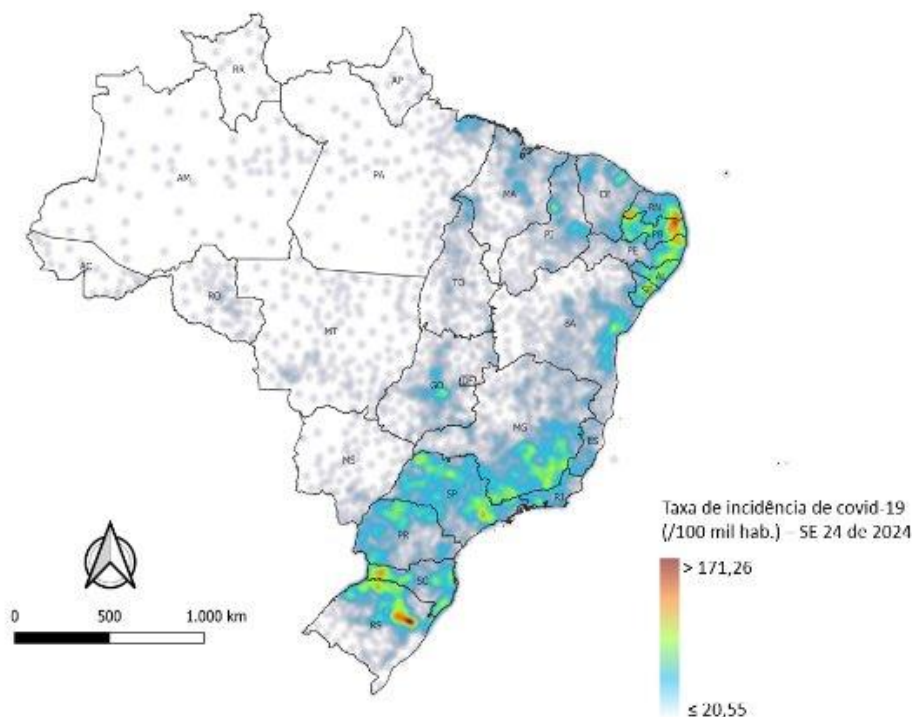 RR
AP
AM
PA
MA
CE
RN
PB
PI
PE
AL
AC
TO
RO
BA
MT
GO
DF
MG
ES
MS
SP
RJ
PR
SC
RS
Taxa de incidência de covid-19
(/100 mil hab.) – SE 24 de 2024
> 171,26
≤ 20,55
0 500 1.000 km